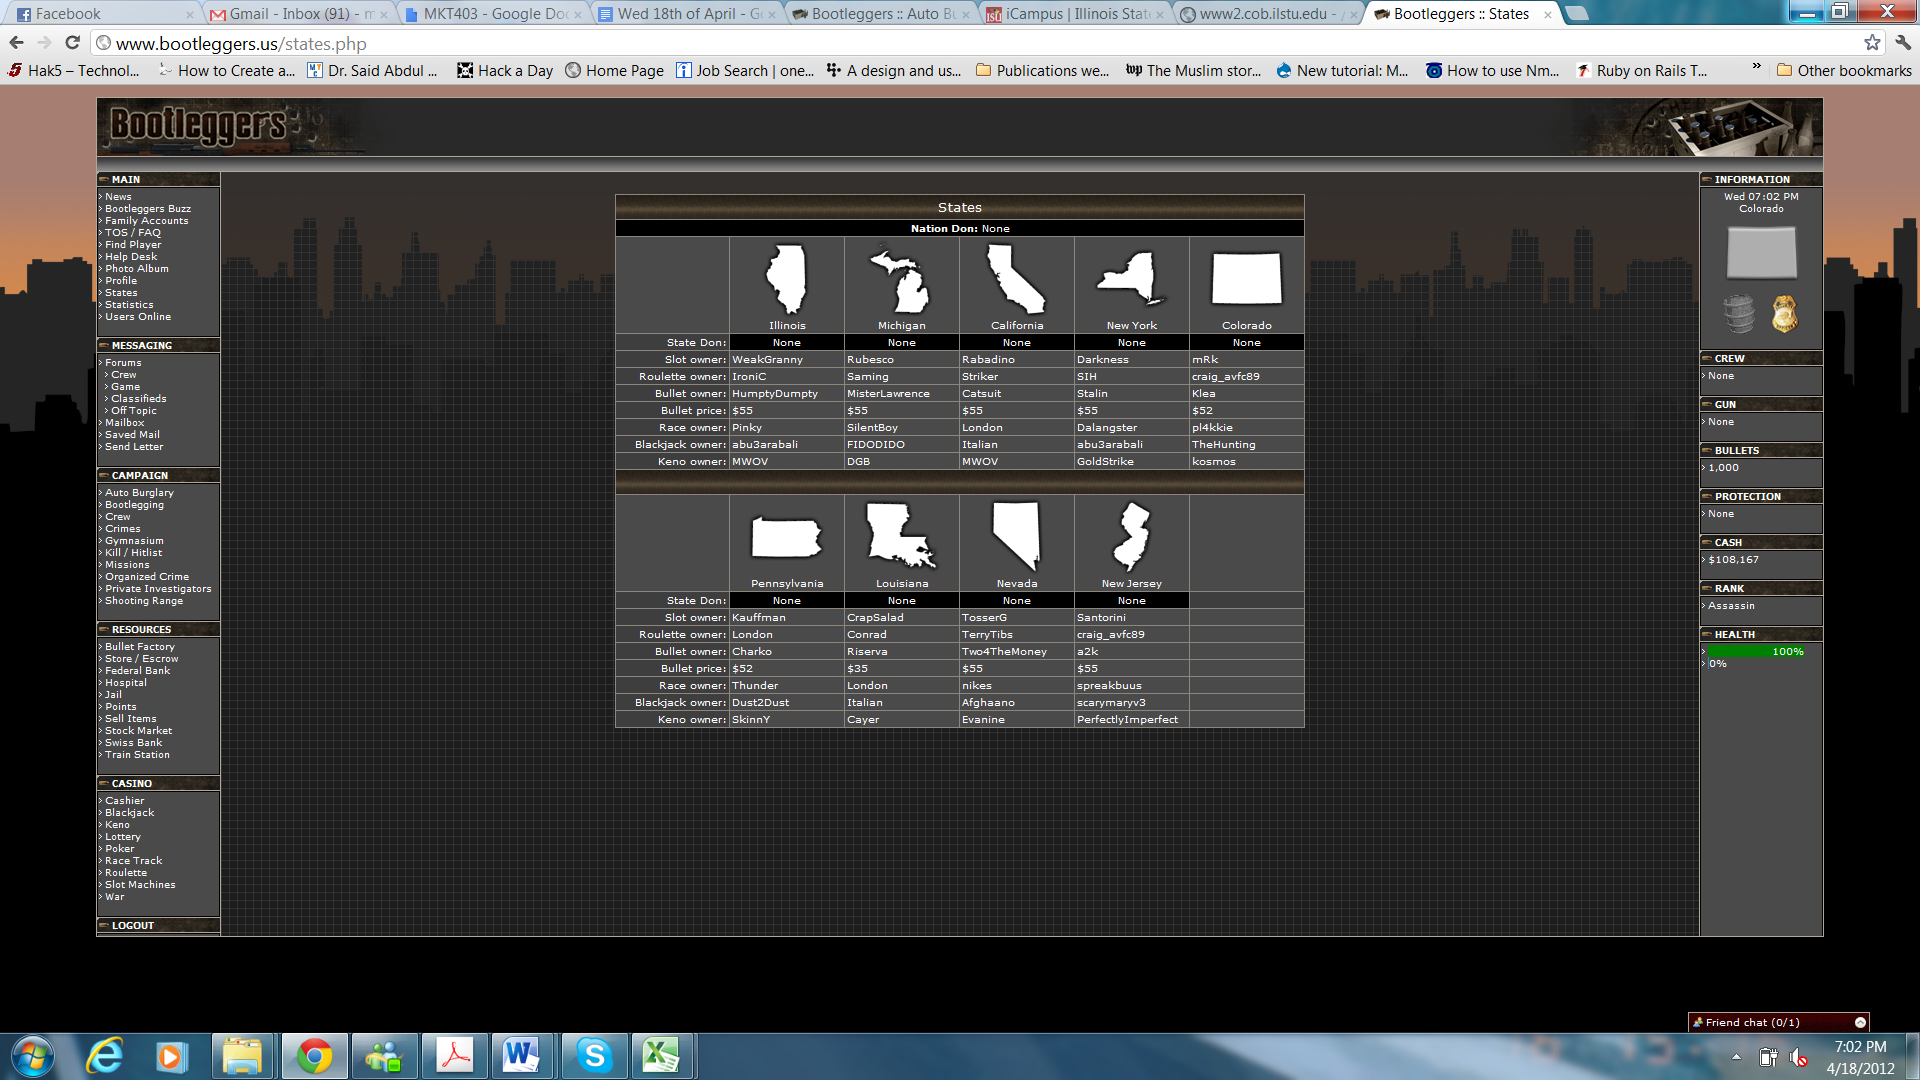 Facebook
Gmail - Inbox (91) - m
MKT403 - Google Doc
Wed 18th of April - Go
Bootleggers :: Auto Bu
iCampus | Illinois State
www2.cob.ilstu.edu - /
Bootleggers :: States
www.bootleggers.us/states.php
Hak5 – Technol...
How to Create a...
Dr. Said Abdul ...
Hack a Day
Home Page
Job Search | one...
A design and us...
Publications we...
The Muslim stor...
New tutorial: M...
How to use Nm...
Ruby on Rails T...
»
Other bookmarks
Bootleggers
MAIN
News
Bootleggers Buzz
Family Accounts
TOS / FAQ
Find Player
Help Desk
Photo Album
Profile
States
Statistics
Users Online
MESSAGING
Forums
Crew
Game
Classifieds
Off Topic
Mailbox
Saved Mail
Send Letter
CAMPAIGN
Auto Burglary
Bootlegging
Crew
Crimes
Gymnasium
Kill / Hitlist
Missions
Organized Crime
Private Investigators
Shooting Range
RESOURCES
Bullet Factory
Store / Escrow
Federal Bank
Hospital
Jail
Points
Sell Items
Stock Market
Swiss Bank
Train Station
CASINO
Cashier
Blackjack
Keno
Lottery
Poker
Race Track
Roulette
Slot Machines
War
LOGOUT
States
Nation Don: None
Illinois Michigan California New York Colorado
State Don: None None None None None
Slot owner: WeakGranny Rubesco Rabadino Darkness mRk
Roulette owner: IroniC Saming Striker SIH craig_avfc89
Bullet owner: HumptyDumpty MisterLawrence Catsuit Stalin Klea
Bullet price: $55 $55 $55 $55 $52
Race owner: Pinky SilentBoy London Dalangster pl4kkie
Blackjack owner: abu3arabali FIDODIDO Italian abu3arabali TheHunting
Keno owner: MWOV DGB MWOV GoldStrike kosmos
Pennsylvania Louisiana Nevada New Jersey
State Don: None None None None
Slot owner: Kauffman CrapSalad TosserG Santorini
Roulette owner: London Conrad TerryTibs craig_avfc89
Bullet owner: Charko Riserva Two4TheMoney a2k
Bullet price: $52 $35 $55 $55
Race owner: Thunder London nikes spreakbuus
Blackjack owner: Dust2Dust Italian Afghaano scarymaryv3
Keno owner: SkinnY Cayer Evanine PerfectlyImperfect
INFORMATION
Wed 07:02 PM
Colorado
CREW
None
GUN
None
BULLETS
1,000
PROTECTION
None
CASH
$108,167
RANK
Assassin
HEALTH
100%
0%
Friend chat (0/1)
7:02 PM
4/18/2012